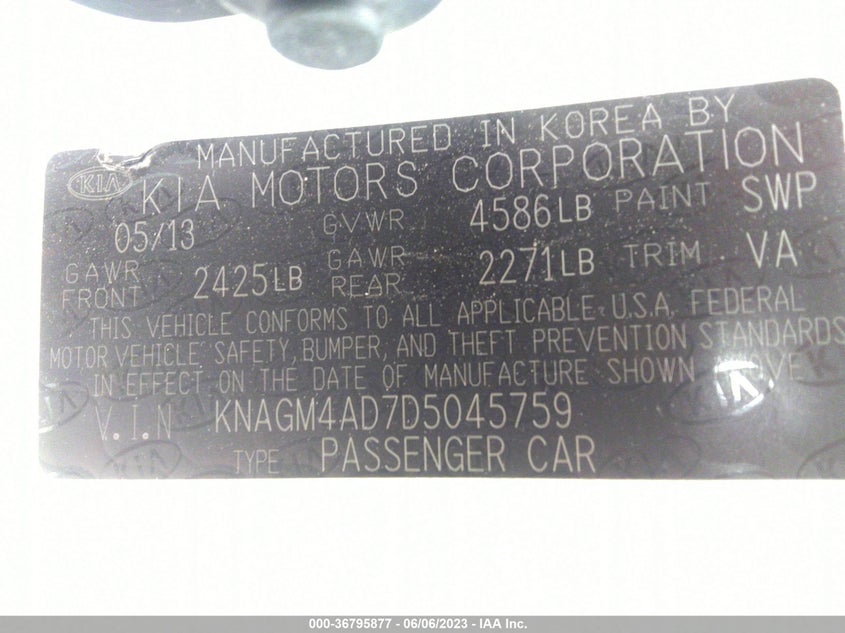 MANUFACTURED IN KOREA BY
KIA KIA MOTORS CORPORATION
05/13 GVWR 4586LB PAINT SWP
GAWR FRONT 2425LB GAWR REAR 2271LB TRIM VA
THIS VEHICLE CONFORMS TO ALL APPLICABLE U.S.A. FEDERAL
MOTOR VEHICLE SAFETY, BUMPER, AND THEFT PREVENTION STANDARDS
IN EFFECT ON THE DATE OF MANUFACTURE SHOWN
V.I.N KNAGM4AD7D5045759
TYPE PASSENGER CAR
000-36795877 - 06/06/2023 - IAA Inc.